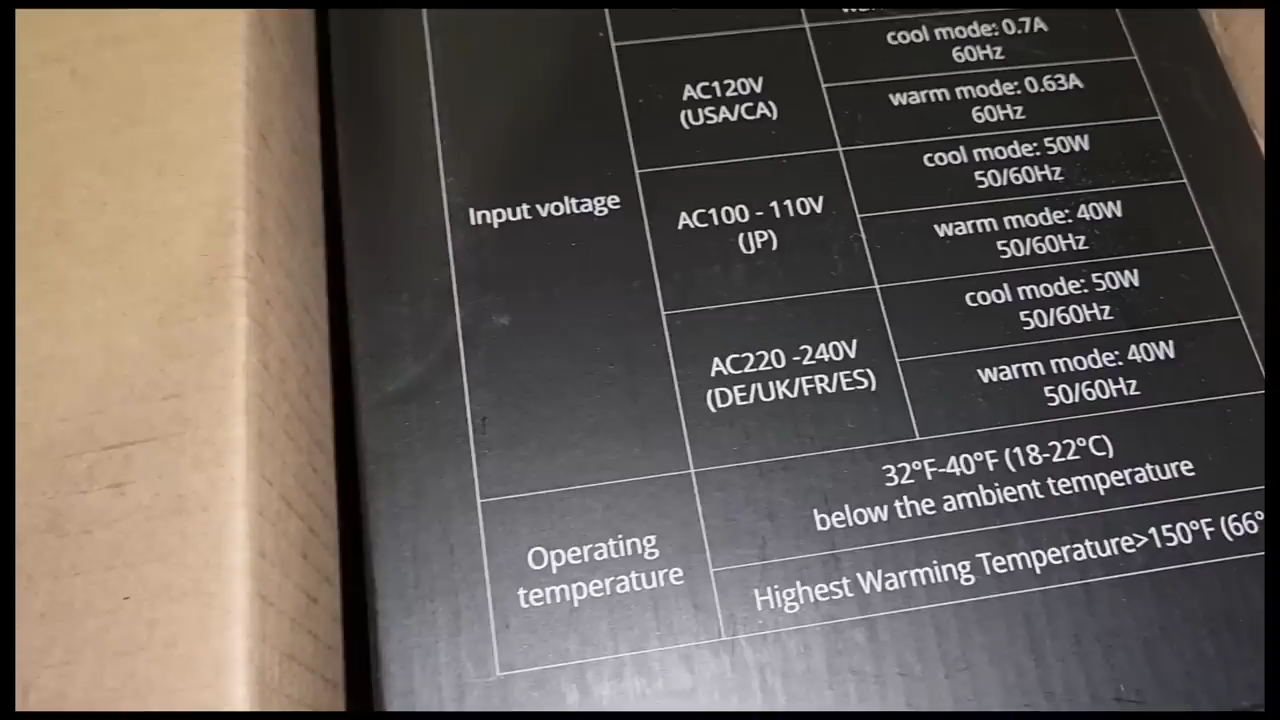 cool mode: 0.7A
60Hz
AC120V
(USA/CA)
warm mode: 0.63A
60Hz
Input voltage
AC100 - 110V
(JP)
cool mode: 50W
50/60Hz
warm mode: 40W
50/60Hz
AC220 -240V
(DE/UK/FR/ES)
cool mode: 50W
50/60Hz
warm mode: 40W
50/60Hz
Operating
temperature
32°F-40°F (18-22°C)
below the ambient temperature
Highest Warming Temperature>150°F (66°